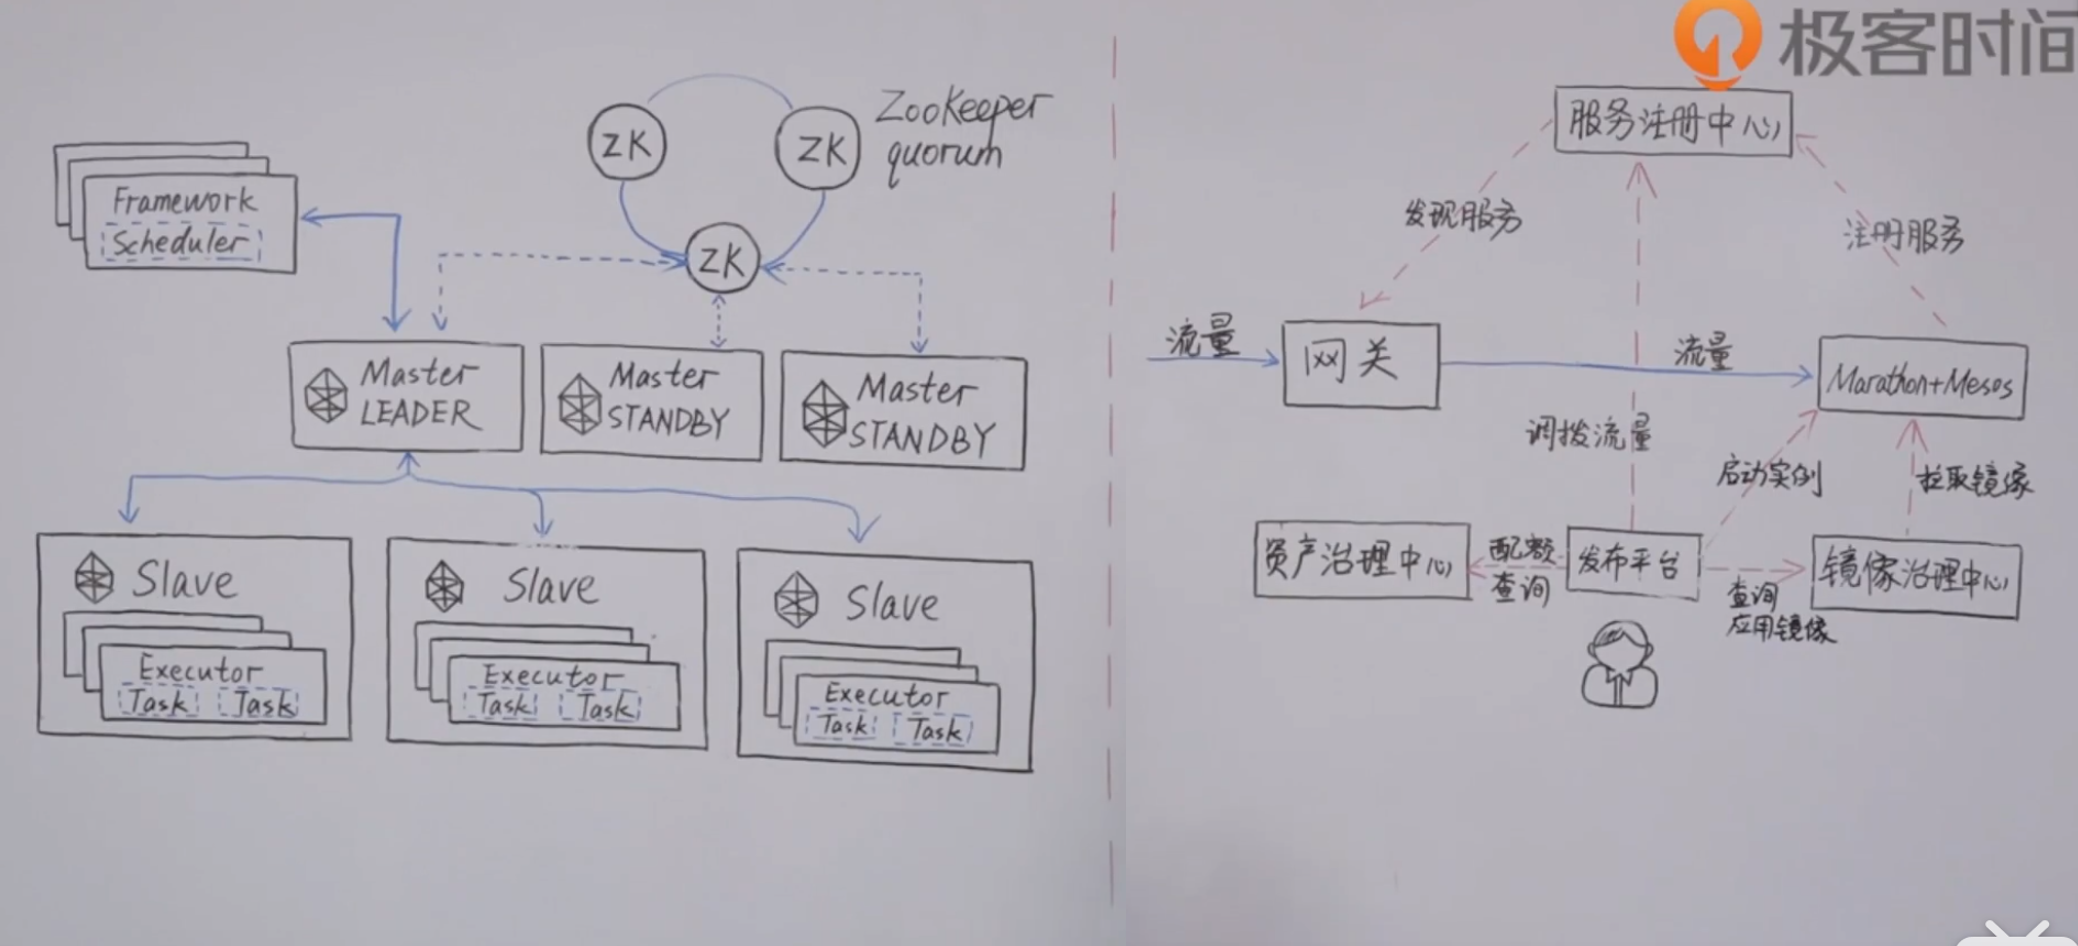 极客时间
ZooKeeper
quorum
ZK
ZK
ZK
Framework
Scheduler
Master
LEADER
Master
STANDBY
Master
STANDBY
Slave
Executor
Task Task
Slave
Executor
Task Task
Slave
Executor
Task Task
服务注册中心
发现服务
注册服务
流量
网关
流量
Marathon+Mesos
调拨流量
启动实例
拉取镜像
资产治理中心
配额
查询
发布平台
查询
应用镜像
镜像治理中心